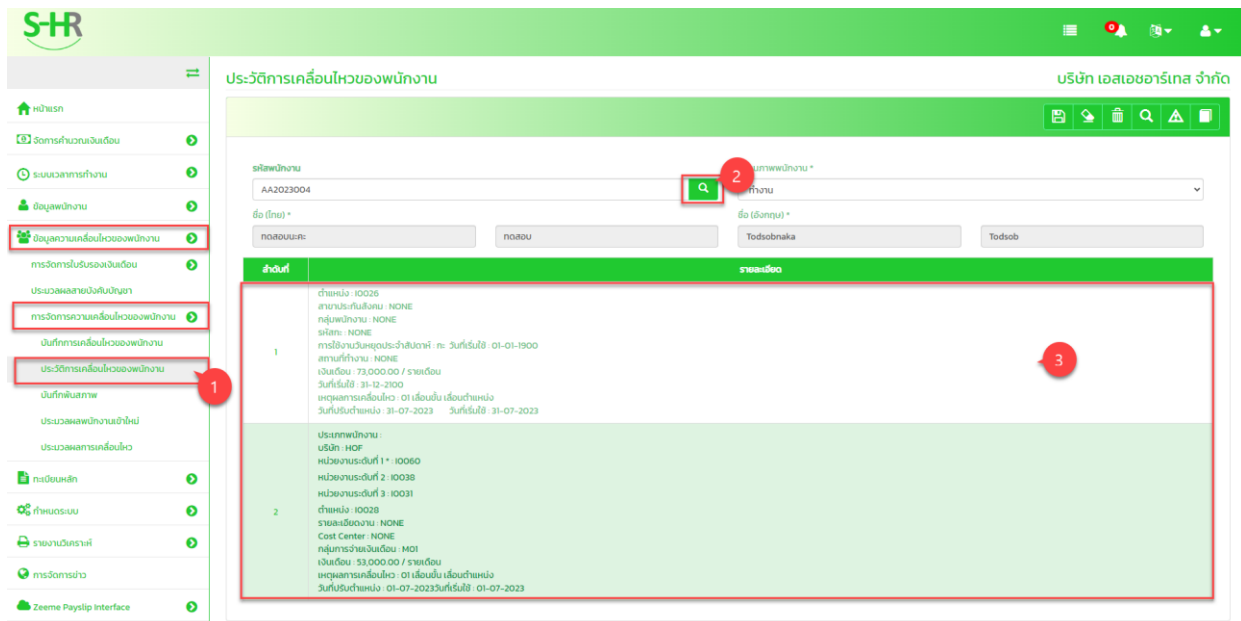 S-HR
0
ประวัติการเคลื่อนไหวของพนักงาน
บริษัท เอสเอชอาร์เทส จำกัด
หน้าแรก
จัดการคำนวณเงินเดือน
ระบบเวลาการทำงาน
ข้อมูลพนักงาน
ข้อมูลความเคลื่อนไหวของพนักงาน
การจัดการใบรับรองเงินเดือน
ประมวลผลสายบังคับบัญชา
การจัดการความเคลื่อนไหวของพนักงาน
บันทึกการเคลื่อนไหวของพนักงาน
ประวัติการเคลื่อนไหวของพนักงาน
1
บันทึกพ้นสภาพ
ประมวลผลพนักงานเข้าใหม่
ประมวลผลการเคลื่อนไหว
ทะเบียนหลัก
กำหนดระบบ
รายงานวิเคราะห์
การจัดการข่าว
Zeeme Payslip Interface
รหัสพนักงาน
AA2023004
2
นภาพพนักงาน *
ทำงาน
ชื่อ (ไทย) *
ทดสอบนะคะ
ทดสอบ
ชื่อ (อังกฤษ) *
Todsobnaka
Todsob
ลำดับที่
รายละเอียด
1
ตำแหน่ง : I0026
สาขาประกันสังคม : NONE
กลุ่มพนักงาน : NONE
รหัสกะ : NONE
การใช้งานวันหยุดประจำสัปดาห์ : กะ วันที่เริ่มใช้ : 01-01-1900
สถานที่ทำงาน : NONE
เงินเดือน : 73,000.00 / รายเดือน
วันที่เริ่มใช้ : 31-12-2100
เหตุผลการเคลื่อนไหว : 01 เลื่อนขั้น เลื่อนตำแหน่ง
วันที่ปรับตำแหน่ง : 31-07-2023 วันที่เริ่มใช้ : 31-07-2023
3
2
ประเภทพนักงาน :
บริษัท : HOF
หน่วยงานระดับที่ 1 * : I0060
หน่วยงานระดับที่ 2 : I0038
หน่วยงานระดับที่ 3 : I0031
ตำแหน่ง : I0028
รายละเอียดงาน : NONE
Cost Center : NONE
กลุ่มการจ่ายเงินเดือน : M01
เงินเดือน : 53,000.00 / รายเดือน
เหตุผลการเคลื่อนไหว : 01 เลื่อนขั้น เลื่อนตำแหน่ง
วันที่ปรับตำแหน่ง : 01-07-2023วันที่เริ่มใช้ : 01-07-2023